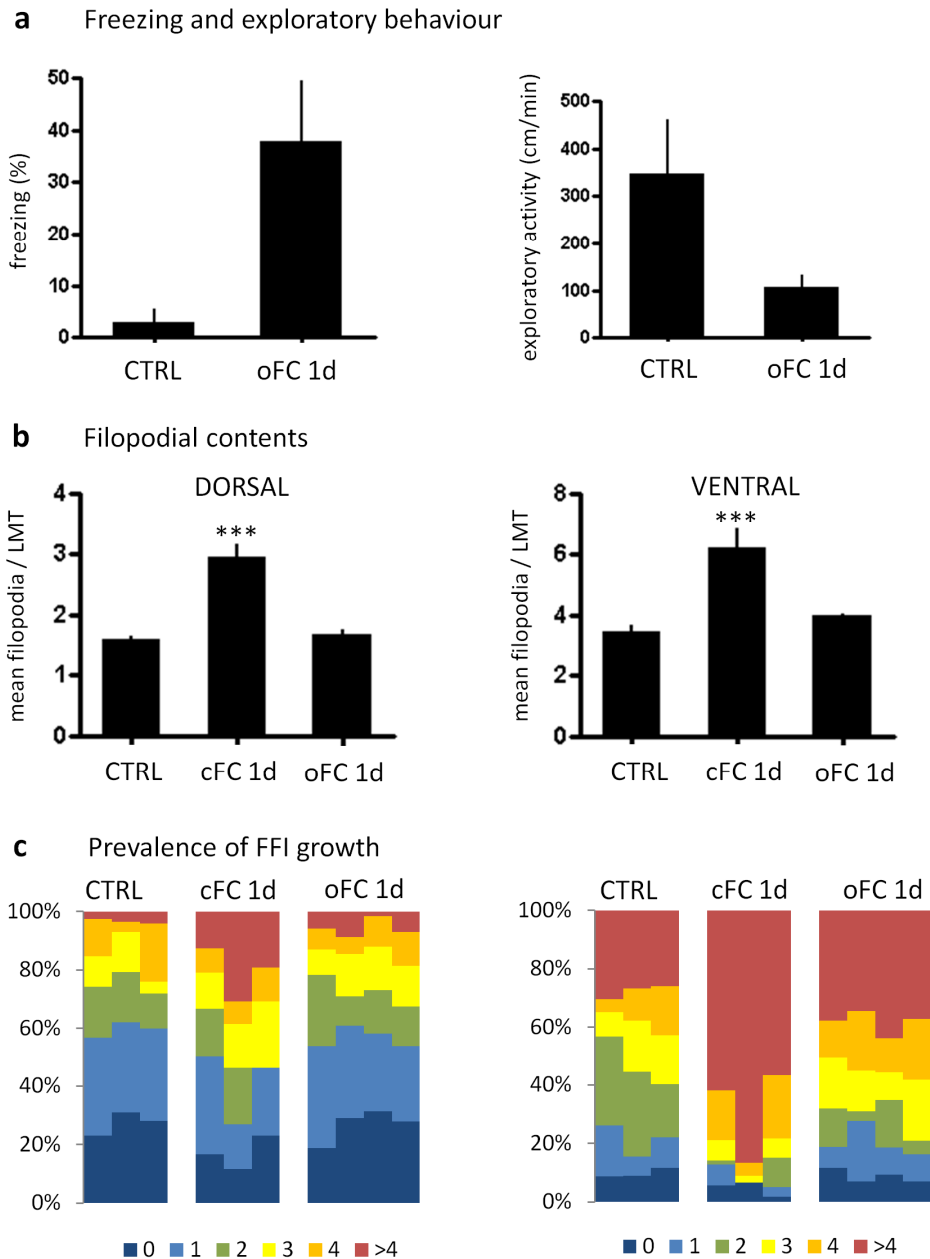 a Freezing and exploratory behaviour
freezing (%)
50
40
30
20
10
0
CTRL oFC 1d
exploratory activity (cm/min)
500
400
300
200
100
0
CTRL oFC 1d
b Filopodial contents
DORSAL
mean filopodia / LMT
4
3
2
1
0
***
CTRL cFC 1d oFC 1d
VENTRAL
mean filopodia / LMT
8
6
4
2
0
***
CTRL cFC 1d oFC 1d
c Prevalence of FFI growth
CTRL cFC 1d oFC 1d
100%
80%
60%
40%
20%
0%
0 1 2 3 4 >4
CTRL cFC 1d oFC 1d
100%
80%
60%
40%
20%
0%
0 1 2 3 4 >4